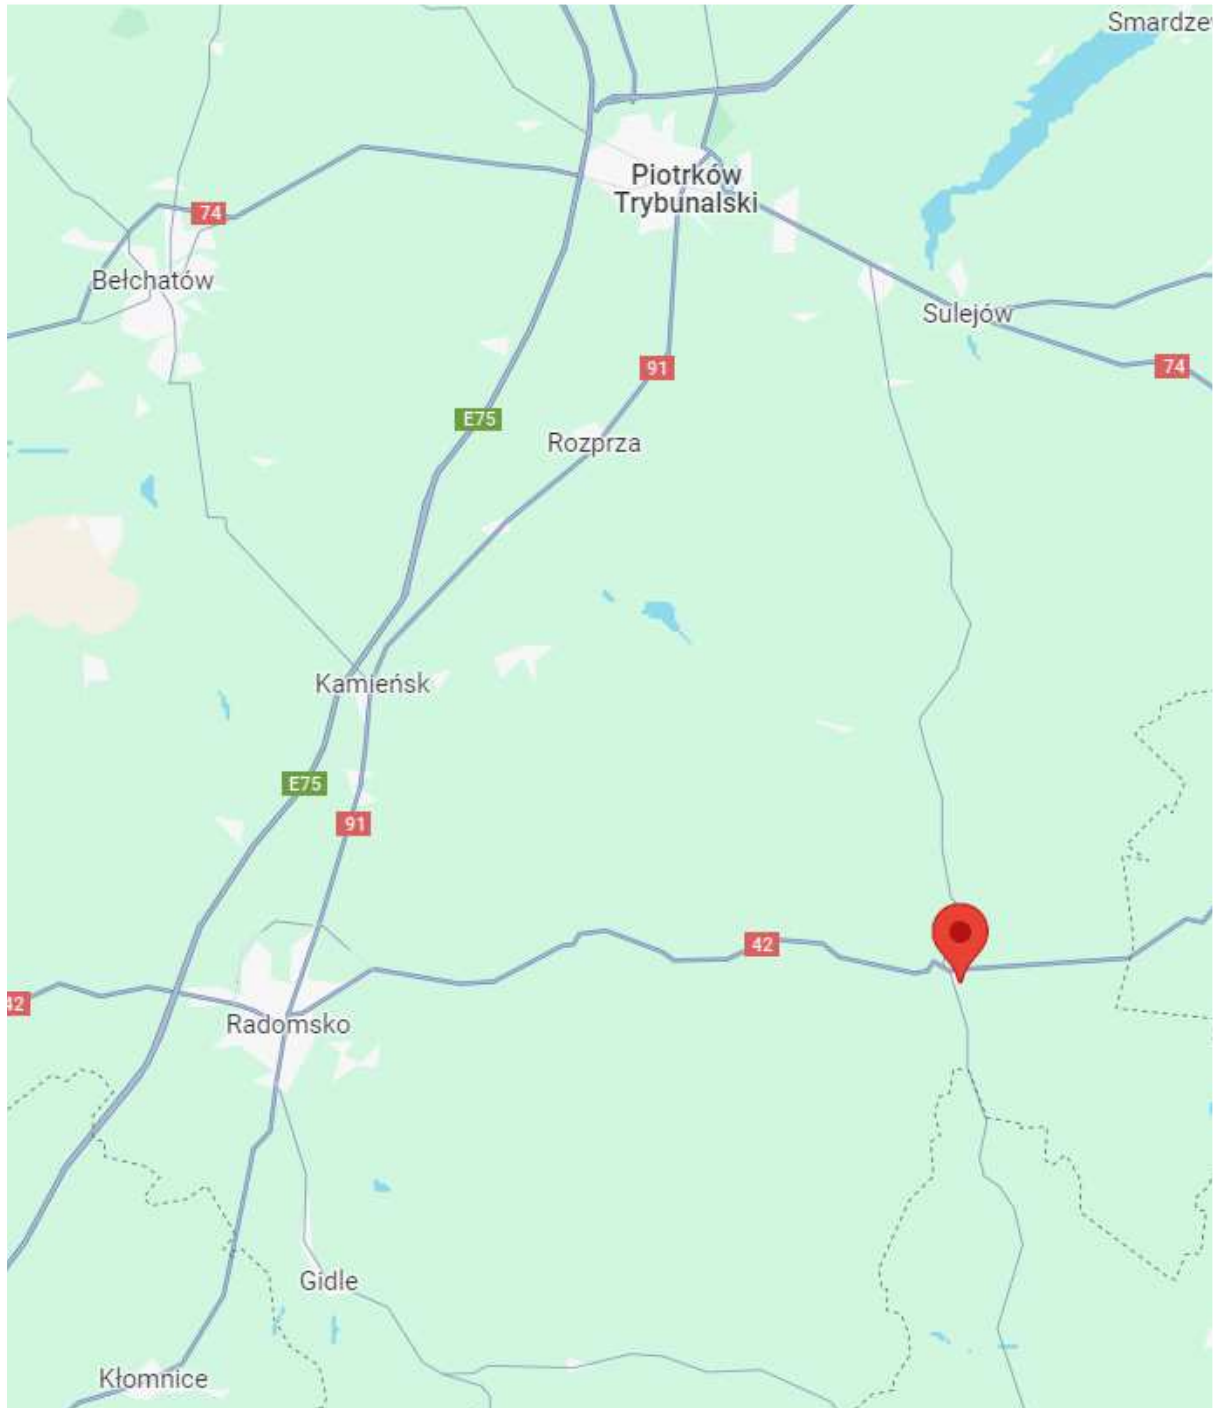 Smardze
Piotrków
Trybunalski
74
Bełchatów
Sulejów
91
74
E75
Rozprza
Kamieńsk
E75
91
42
42
Radomsko
Gidle
Kłomnice